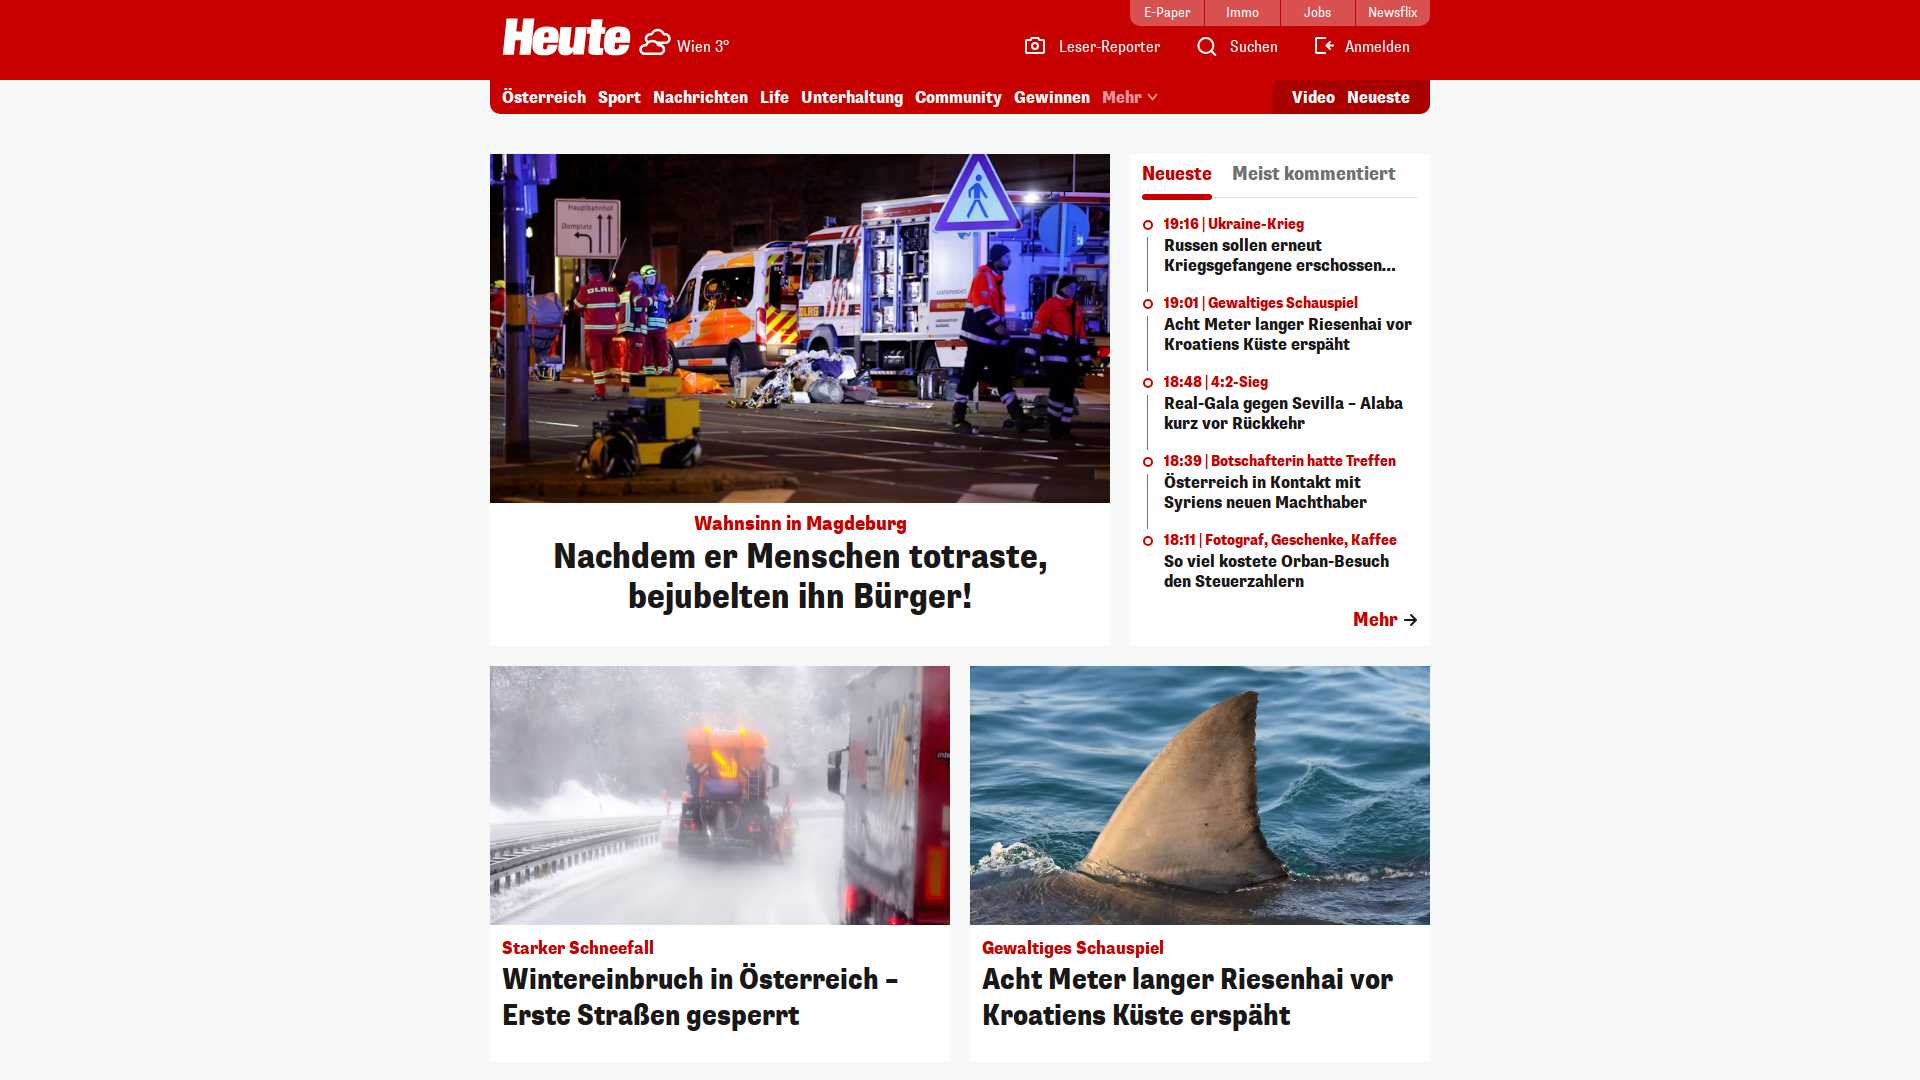 E-Paper
Immo
Jobs
Newsflix
Heute
Wien 3°
Leser-Reporter
Suchen
Anmelden
Österreich
Sport
Nachrichten
Life
Unterhaltung
Community
Gewinnen
Mehr
Video
Neueste
Hauptbahnhof
Domplatz
DLRG
DLRG
Wahnsinn in Magdeburg
Nachdem er Menschen totraste,
bejubelten ihn Bürger!
Neueste
Meist kommentiert
19:16 | Ukraine-Krieg
Russen sollen erneut
Kriegsgefangene erschossen...
19:01 | Gewaltiges Schauspiel
Acht Meter langer Riesenhai vor
Kroatiens Küste erspäht
18:48 | 4:2-Sieg
Real-Gala gegen Sevilla – Alaba
kurz vor Rückkehr
18:39 | Botschafterin hatte Treffen
Österreich in Kontakt mit
Syriens neuen Machthaber
18:11 | Fotograf, Geschenke, Kaffee
So viel kostete Orban-Besuch
den Steuerzahlern
Mehr
Starker Schneefall
Wintereinbruch in Österreich –
Erste Straßen gesperrt
Gewaltiges Schauspiel
Acht Meter langer Riesenhai vor
Kroatiens Küste erspäht